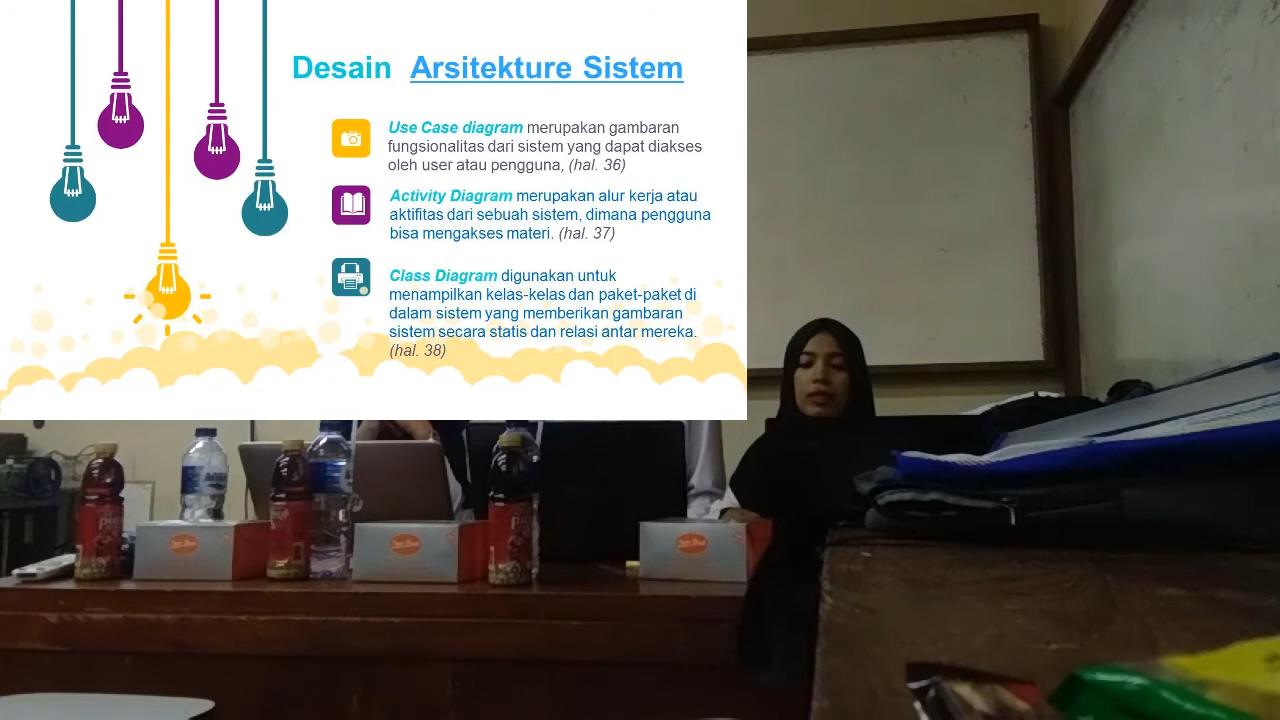 Desain Arsitekture Sistem
Use Case diagram merupakan gambaran
fungsionalitas dari sistem yang dapat diakses
oleh user atau pengguna, (hal. 36)
Activity Diagram merupakan alur kerja atau
aktifitas dari sebuah sistem, dimana pengguna
bisa mengakses materi. (hal. 37)
Class Diagram digunakan untuk
menampilkan kelas-kelas dan paket-paket di
dalam sistem yang memberikan gambaran
sistem secara statis dan relasi antar mereka.
(hal. 38)